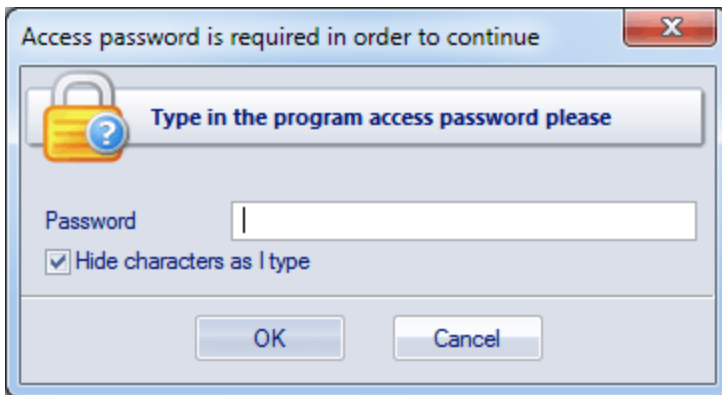 Access password is required in order to continue
Type in the program access password please
Password
Hide characters as I type
OK
Cancel